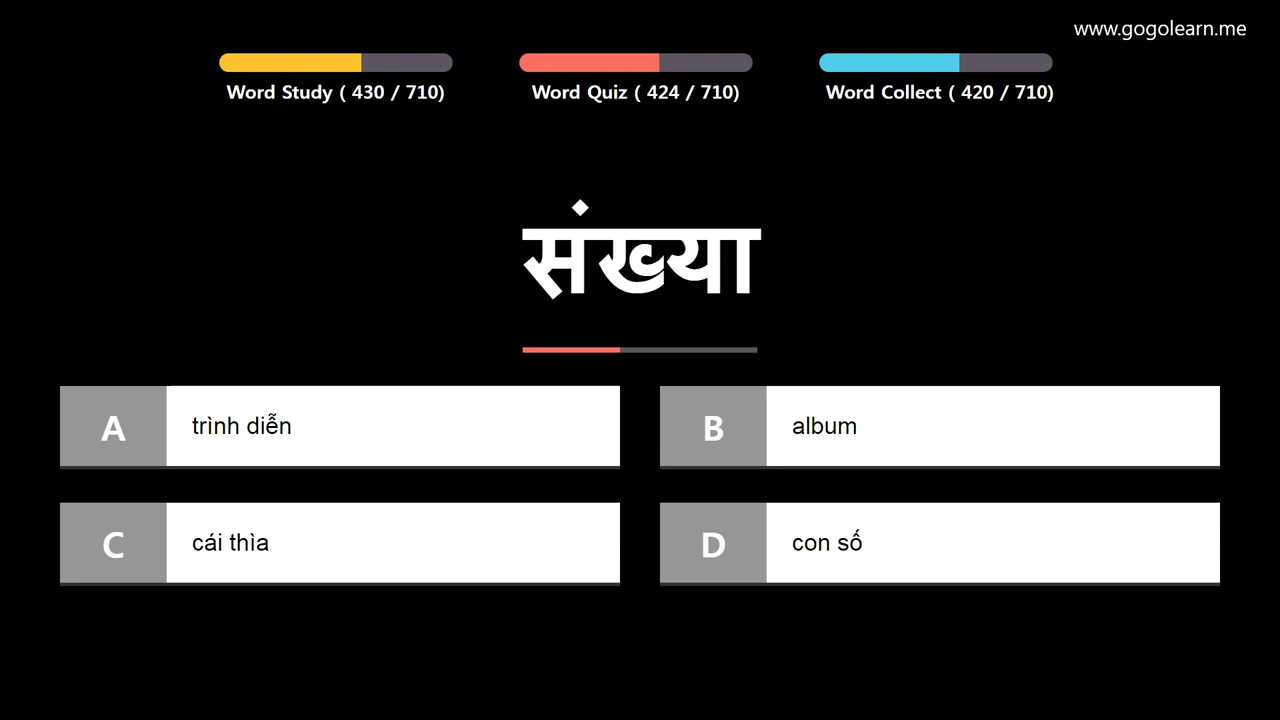 www.gogolearn.me
Word Study ( 430 / 710)
Word Quiz ( 424 / 710)
Word Collect ( 420 / 710)
संख्या
A trình diễn
B album
C cái thìa
D con số